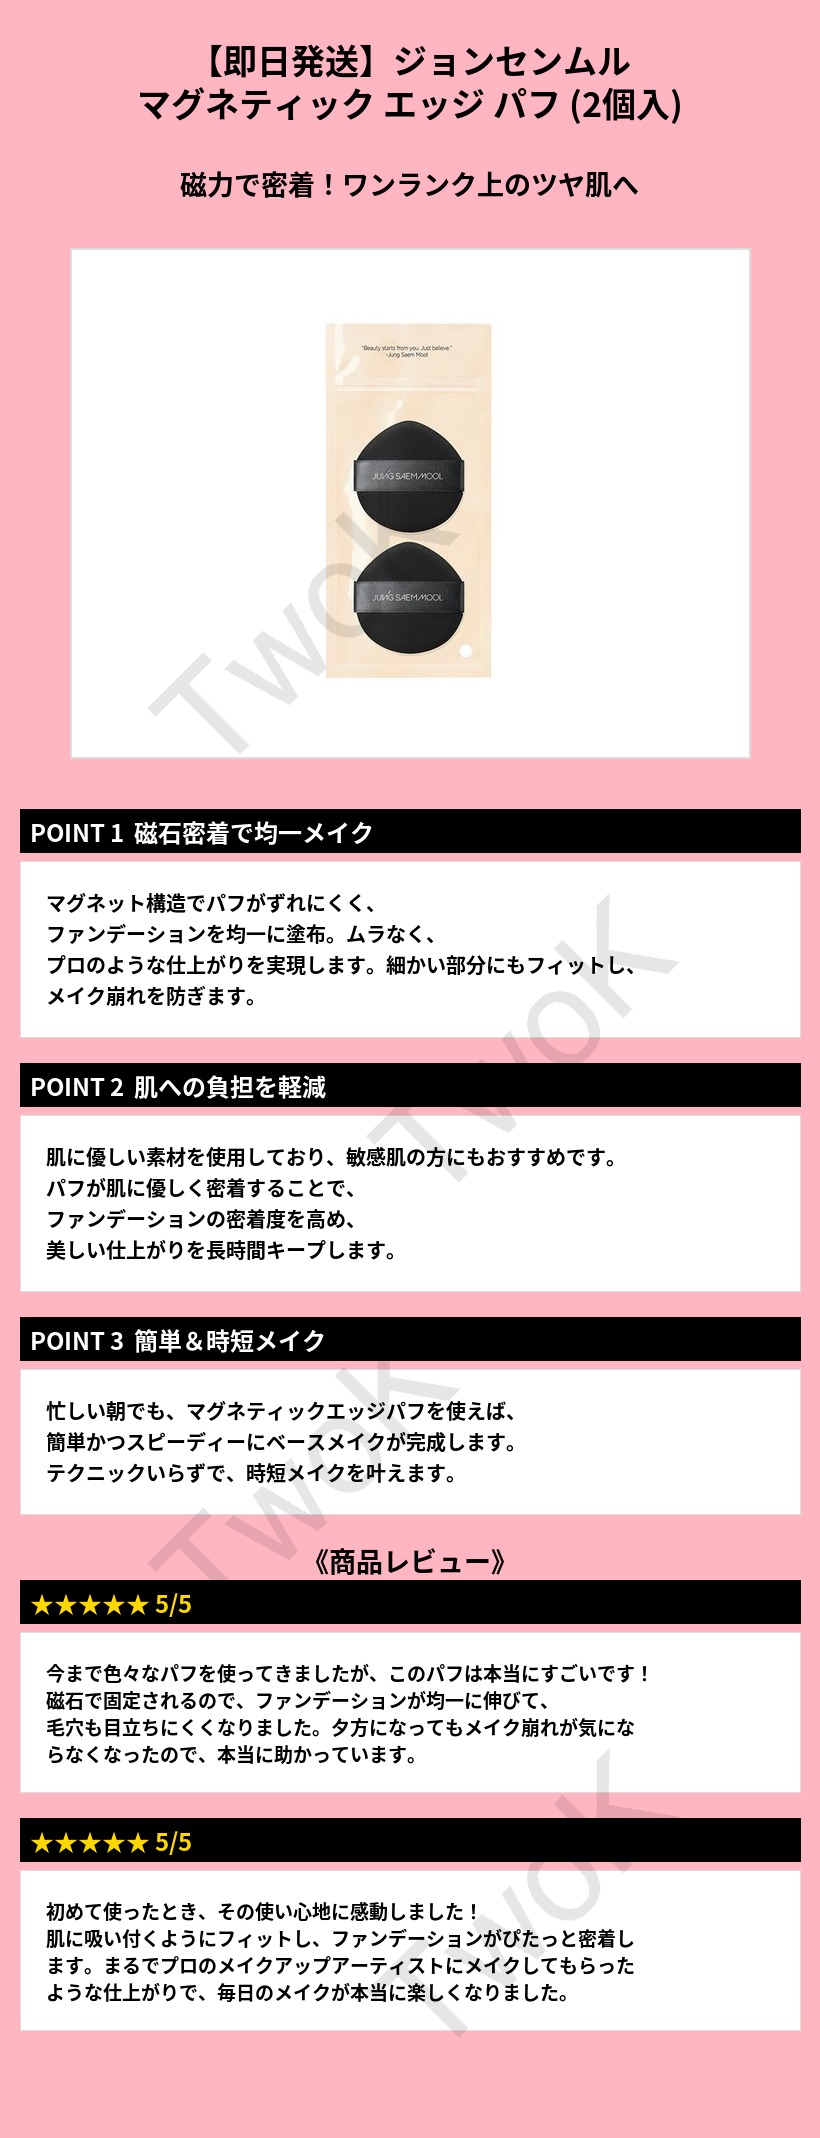 【即日発送】ジョンセンムル
マグネティック エッジ パフ (2個入)
磁力で密着！ワンランク上のツヤ肌へ
"Beauty starts from you. Just believe."
-Jung Saem Mool
JUNG SAEM MOOL
JUNG SAEM MOOL
TwoK
POINT 1 磁石密着で均一メイク
マグネット構造でパフがずれにくく、
ファンデーションを均一に塗布。ムラなく、
プロのような仕上がりを実現します。細かい部分にもフィットし、
メイク崩れを防ぎます。
TwoK
POINT 2 肌への負担を軽減
肌に優しい素材を使用しており、敏感肌の方にもおすすめです。
パフが肌に優しく密着することで、
ファンデーションの密着度を高め、
美しい仕上がりを長時間キープします。
POINT 3 簡単＆時短メイク
忙しい朝でも、マグネティックエッジパフを使えば、
簡単かつスピーディーにベースメイクが完成します。
テクニックいらずで、時短メイクを叶えます。
TwoK
《商品レビュー》
★★★★★ 5/5
今まで色々なパフを使ってきましたが、このパフは本当にすごいです！
磁石で固定されるので、ファンデーションが均一に伸びて、
毛穴も目立ちにくくなりました。夕方になってもメイク崩れが気にな
らなくなったので、本当に助かっています。
★★★★★ 5/5
初めて使ったとき、その使い心地に感動しました！
肌に吸い付くようにフィットし、ファンデーションがぴたっと密着し
ます。まるでプロのメイクアップアーティストにメイクしてもらった
ような仕上がりで、毎日のメイクが本当に楽しくなりました。
TwoK